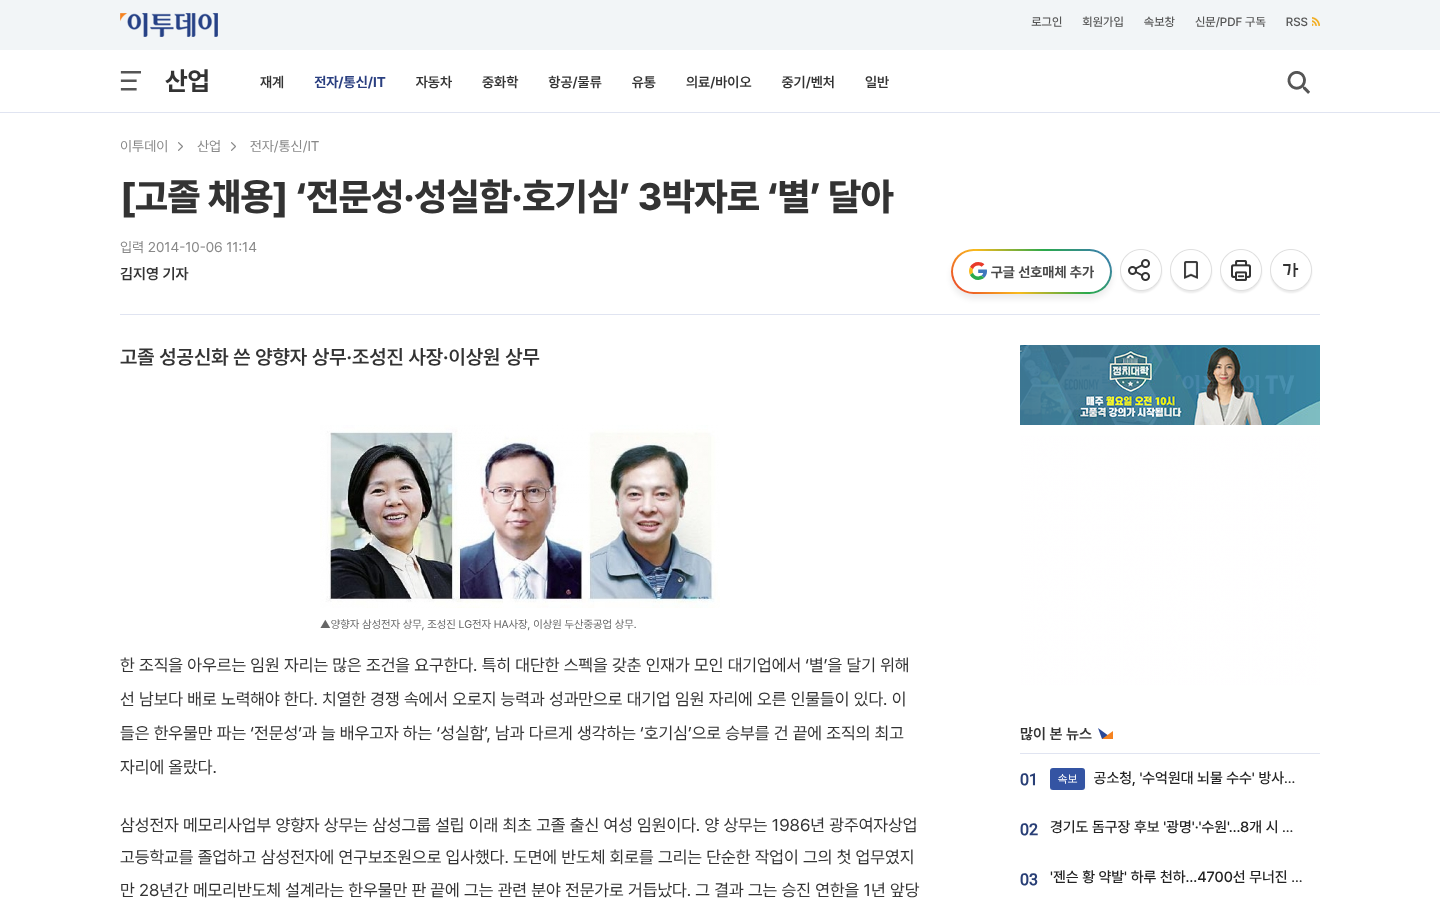 이투데이
로그인 회원가입 속보창 신문/PDF 구독 RSS
산업 재계 전자/통신/IT 자동차 중화학 항공/물류 유통 의료/바이오 중기/벤처 일반
이투데이 산업 전자/통신/IT
[고졸 채용] ‘전문성·성실함·호기심’ 3박자로 ‘별’ 달아
입력 2014-10-06 11:14
김지영 기자
구글 선호매체 추가
가
고졸 성공신화 쓴 양향자 상무·조성진 사장·이상원 상무
▲양향자 삼성전자 상무, 조성진 LG전자 HA사장, 이상원 두산중공업 상무.
한 조직을 아우르는 임원 자리는 많은 조건을 요구한다. 특히 대단한 스펙을 갖춘 인재가 모인 대기업에서 ‘별’을 달기 위해
선 남보다 배로 노력해야 한다. 치열한 경쟁 속에서 오로지 능력과 성과만으로 대기업 임원 자리에 오른 인물들이 있다. 이
들은 한우물만 파는 ‘전문성’과 늘 배우고자 하는 ‘성실함’, 남과 다르게 생각하는 ‘호기심’으로 승부를 건 끝에 조직의 최고
자리에 올랐다.
삼성전자 메모리사업부 양향자 상무는 삼성그룹 설립 이래 최초 고졸 출신 여성 임원이다. 양 상무는 1986년 광주여자상업
고등학교를 졸업하고 삼성전자에 연구보조원으로 입사했다. 도면에 반도체 회로를 그리는 단순한 작업이 그의 첫 업무였지
만 28년간 메모리반도체 설계라는 한우물만 판 끝에 그는 관련 분야 전문가로 거듭났다. 그 결과 그는 승진 연한을 1년 앞당
정치대학
매주 월요일 오전 10시
고품격 강의가 시작됩니다
TV
ECONOMY
많이 본 뉴스
01 속보 공소청, '수억원대 뇌물 수수' 방사...
02 경기도 돔구장 후보 '광명'·'수원'…8개 시 ...
03 '젠슨 황 약발' 하루 천하…4700선 무너진 ...